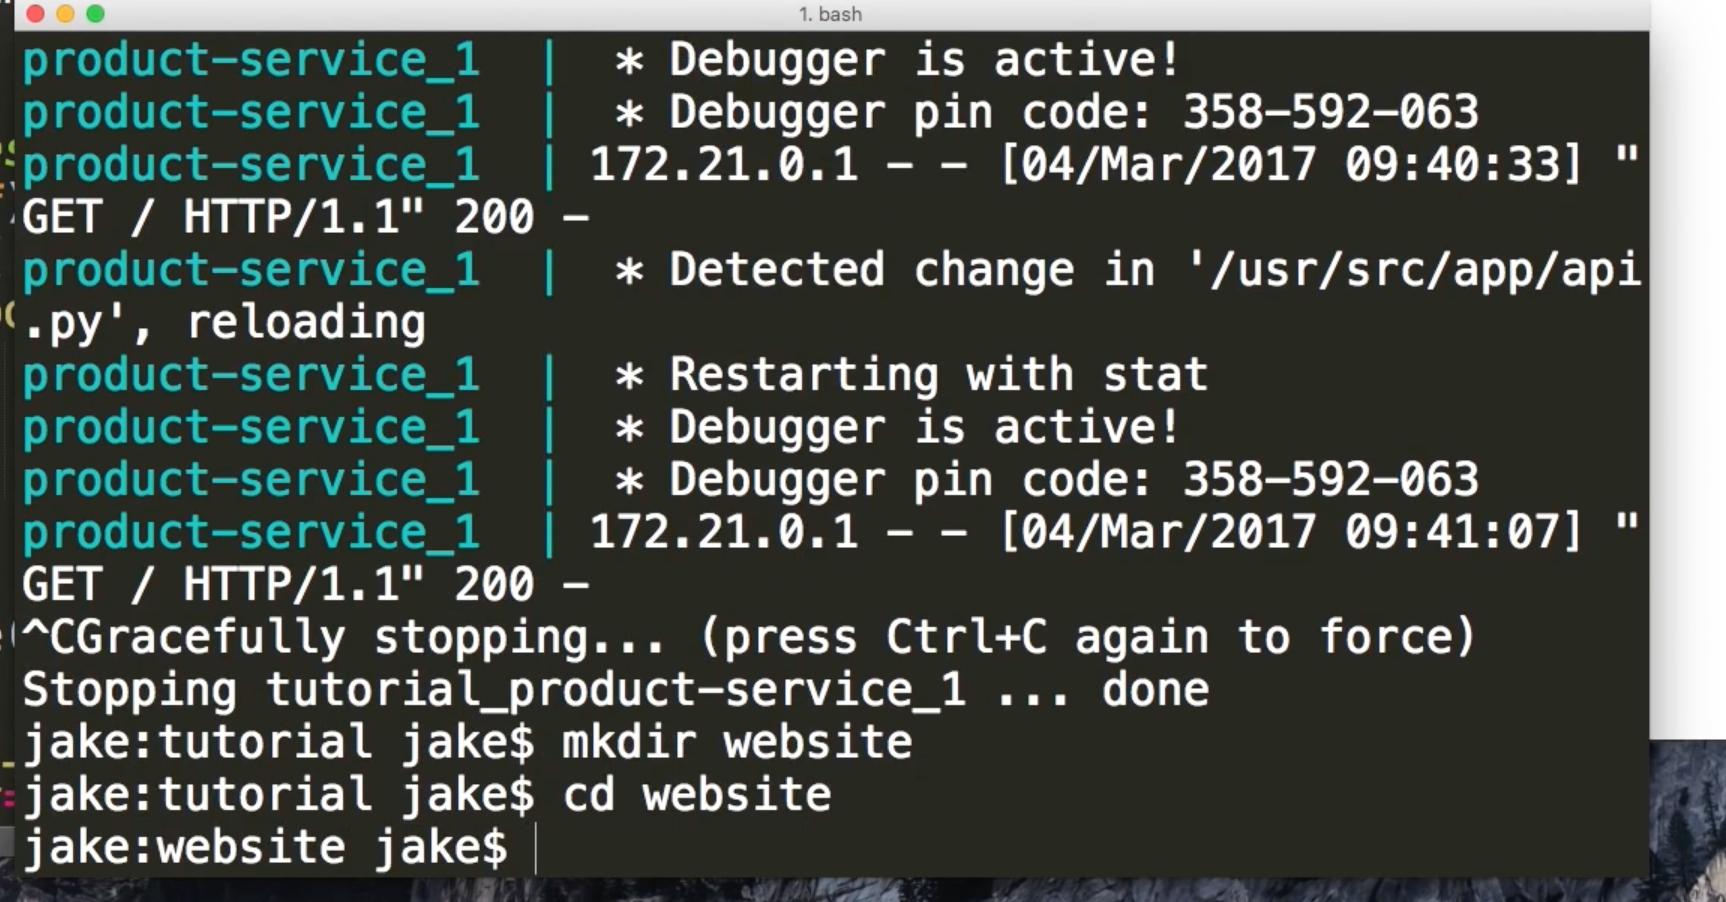 1. bash
product-service_1  |  * Debugger is active!
product-service_1  |  * Debugger pin code: 358-592-063
product-service_1  | 172.21.0.1 - - [04/Mar/2017 09:40:33] "
GET / HTTP/1.1" 200 -
product-service_1  |  * Detected change in '/usr/src/app/api
.py', reloading
product-service_1  |  * Restarting with stat
product-service_1  |  * Debugger is active!
product-service_1  |  * Debugger pin code: 358-592-063
product-service_1  | 172.21.0.1 - - [04/Mar/2017 09:41:07] "
GET / HTTP/1.1" 200 -
^CGracefully stopping... (press Ctrl+C again to force)
Stopping tutorial_product-service_1 ... done
jake:tutorial jake$ mkdir website
jake:tutorial jake$ cd website
jake:website jake$